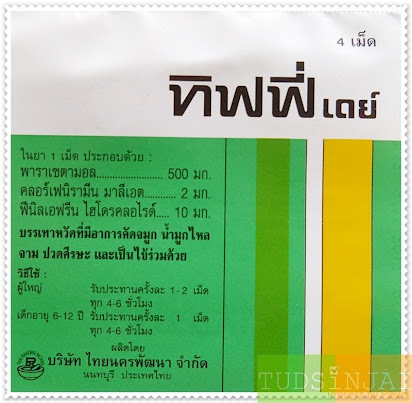 4 เม็ด
ทิฟฟี่ เดย์
ในยา 1 เม็ด ประกอบด้วย :
พาราเซตามอล........................ 500 มก.
คลอร์เฟนิรามีน มาลีเอต............ 2 มก.
ฟีนิลเอฟรีน ไฮโดรคลอไรด์..... 10 มก.
บรรเทาหวัดที่มีอาการคัดจมูก น้ำมูกไหล
จาม ปวดศีรษะ และเป็นไข้ร่วมด้วย
วิธีใช้ :
ผู้ใหญ่ รับประทานครั้งละ 1-2 เม็ด
ทุก 4-6 ชั่วโมง
เด็กอายุ 6-12 ปี รับประทานครั้งละ 1 เม็ด
ทุก 4-6 ชั่วโมง
ผลิตโดย
บริษัท ไทยนครพัฒนา จำกัด
นนทบุรี ประเทศไทย
TUDSiNJAI